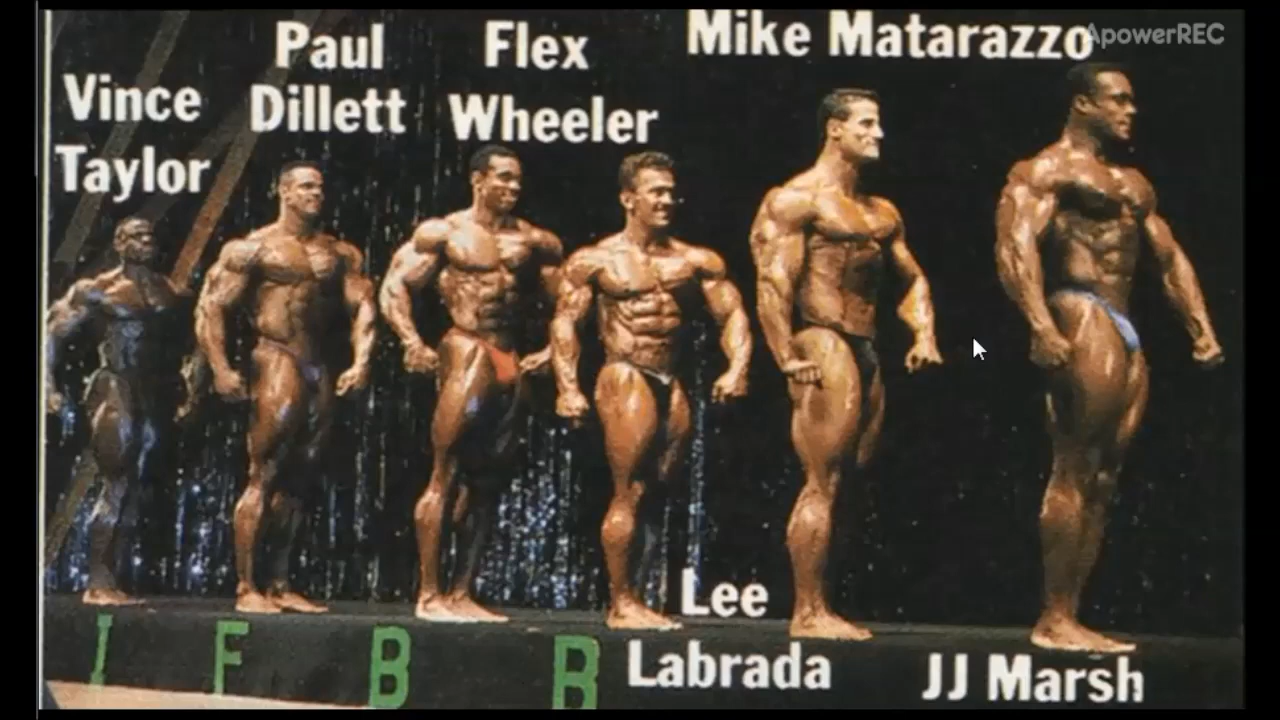 Vince
Taylor
Paul
Dillett
Flex
Wheeler
Mike Matarazzo
ApowerREC
Lee
Labrada
JJ Marsh
I F B B